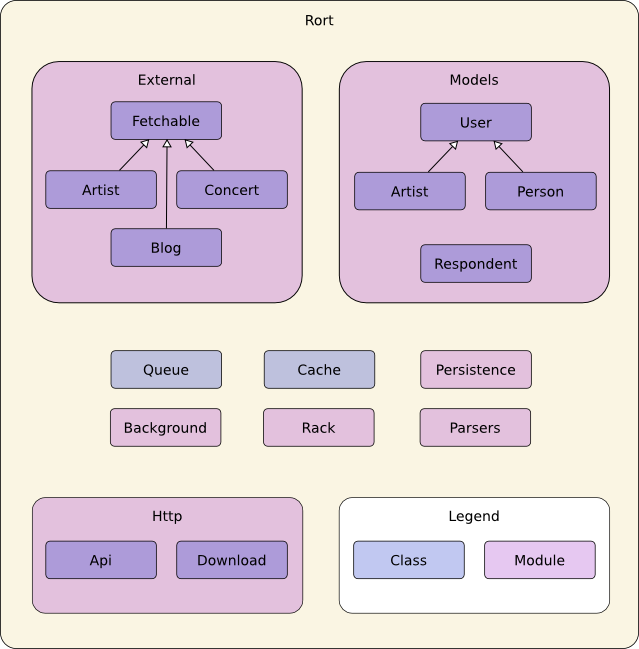 Rort
External
Fetchable
Artist
Concert
Blog
Models
User
Artist
Person
Respondent
Queue
Cache
Persistence
Background
Rack
Parsers
Http
Api
Download
Legend
Class
Module